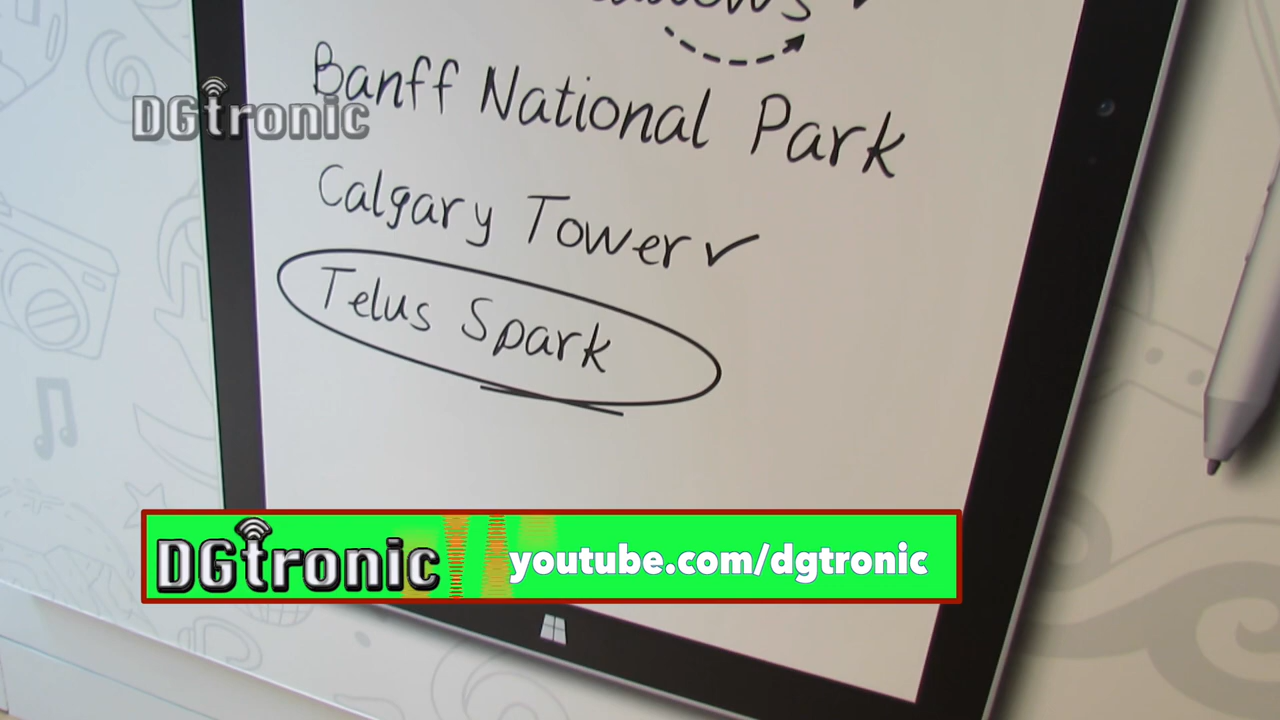 Banff National Park
DGtronic
Calgary Tower ✓
Telus Spark
DGtronic youtube.com/dgtronic